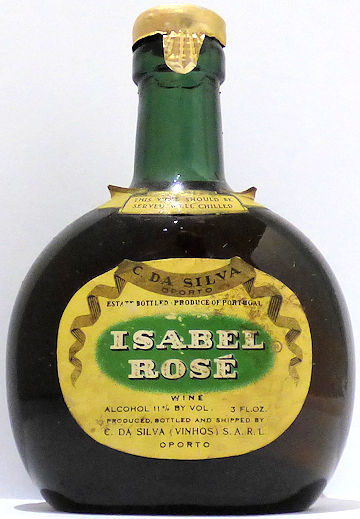 THIS WINE SHOULD BE
SERVED WELL CHILLED
C. DA SILVA
OPORTO
ESTATE BOTTLED · PRODUCE OF PORTUGAL
ISABEL
ROSÉ
WINE
ALCOHOL 11% BY VOL. 3 FL.OZ.
PRODUCED, BOTTLED AND SHIPPED BY
C. DA SILVA (VINHOS) S.A.R.L.
OPORTO